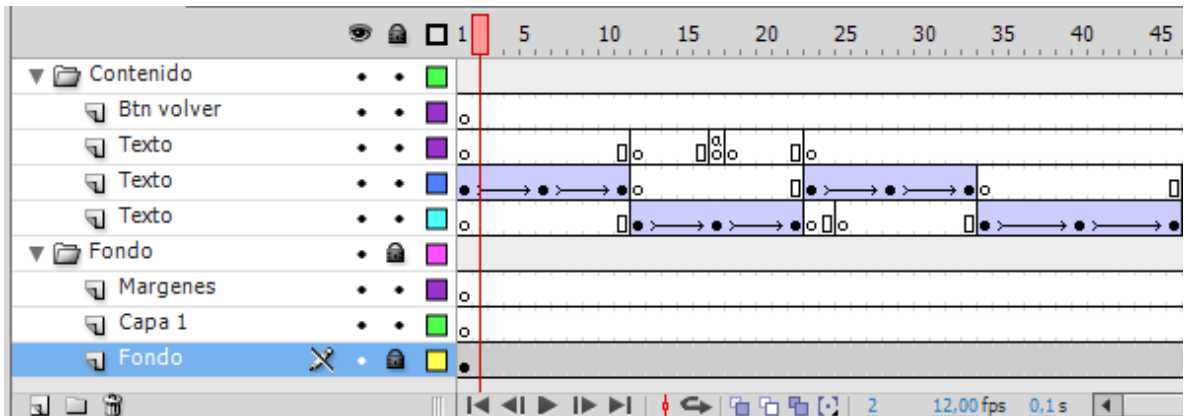 1 5 10 15 20 25 30 35 40 45
Contenido
Btn volver
Texto
Texto
Texto
Fondo
Margenes
Capa 1
Fondo
2 12,00 fps 0,1 s